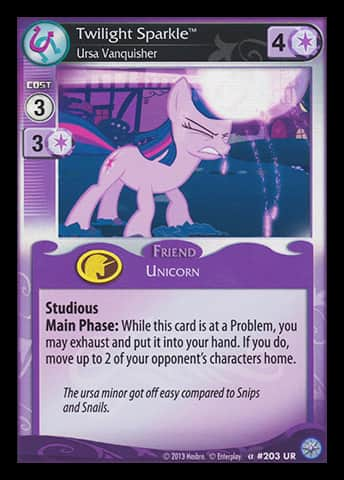 Twilight Sparkle™
Ursa Vanquisher
4
COST
3
3
FRIEND
UNICORN
Studious
Main Phase: While this card is at a Problem, you
may exhaust and put it into your hand. If you do,
move up to 2 of your opponent's characters home.
The ursa minor got off easy compared to Snips
and Snails.
© 2013 Hasbro. © Enterplay. α #203 UR